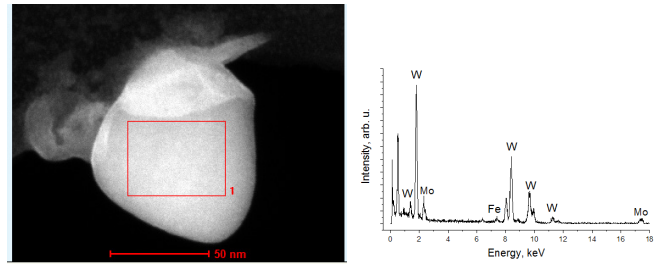 1
50 nm
Intensity, arb. u.
W
W
Mo
Fe
W
W
W
Mo
0 2 4 6 8 10 12 14 16 18
Energy, keV